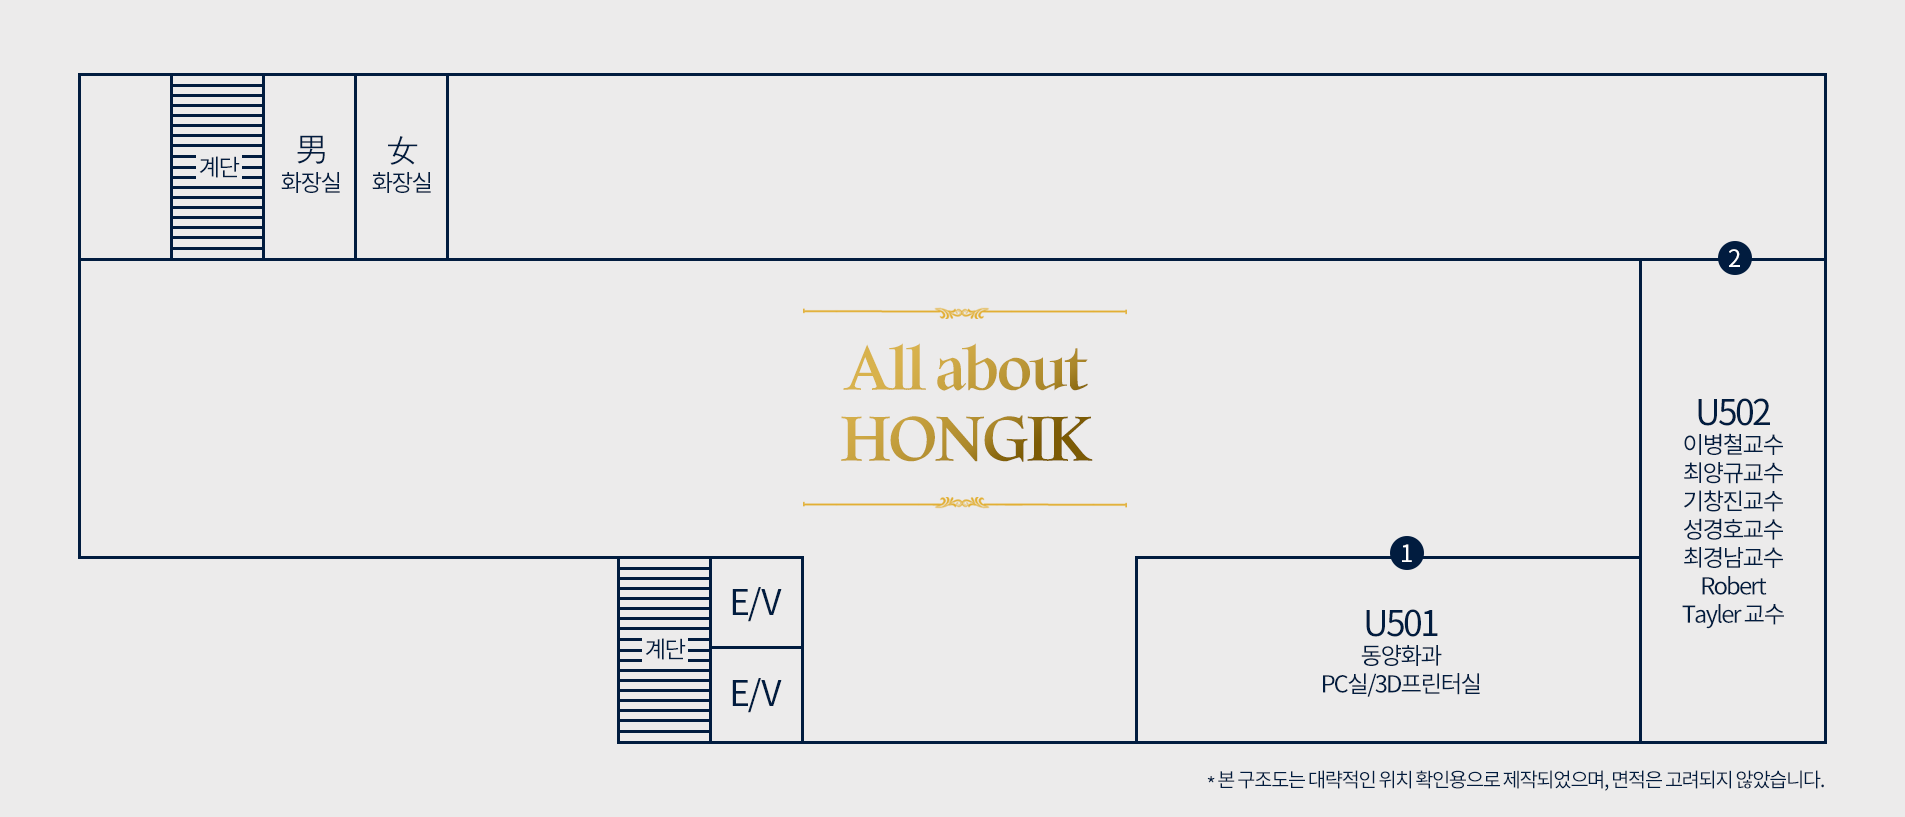 계단
男
화장실
女
화장실
2
All about
HONGIK
U502
이병철교수
최양규교수
기창진교수
성경호교수
최경남교수
Robert
Tayler 교수
1
U501
동양화과
PC실/3D프린터실
계단
E/V
E/V
* 본 구조도는 대략적인 위치 확인용으로 제작되었으며, 면적은 고려되지 않았습니다.